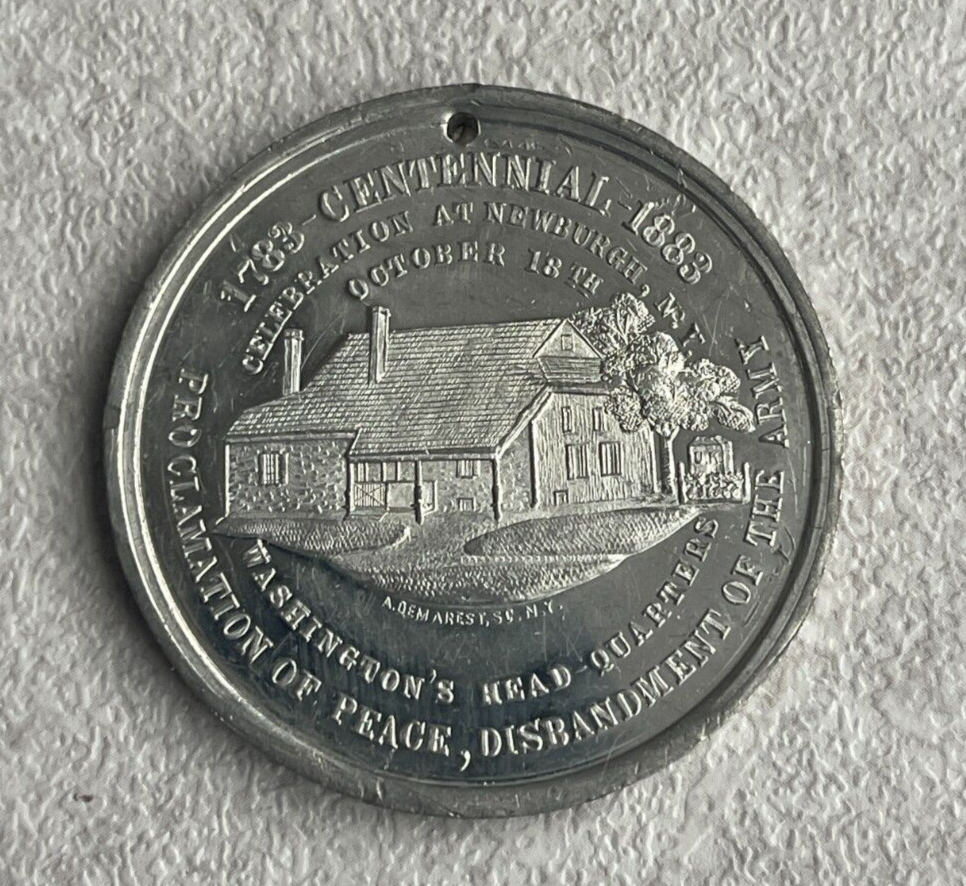 1783-CENTENNIAL-1883
CELEBRATION AT NEWBURGH, N.Y.
OCTOBER 18TH
A.DEMAREST, SC. N.Y.
WASHINGTON'S HEAD-QUARTERS
PROCLAMATION OF PEACE, DISBANDMENT OF THE ARMY